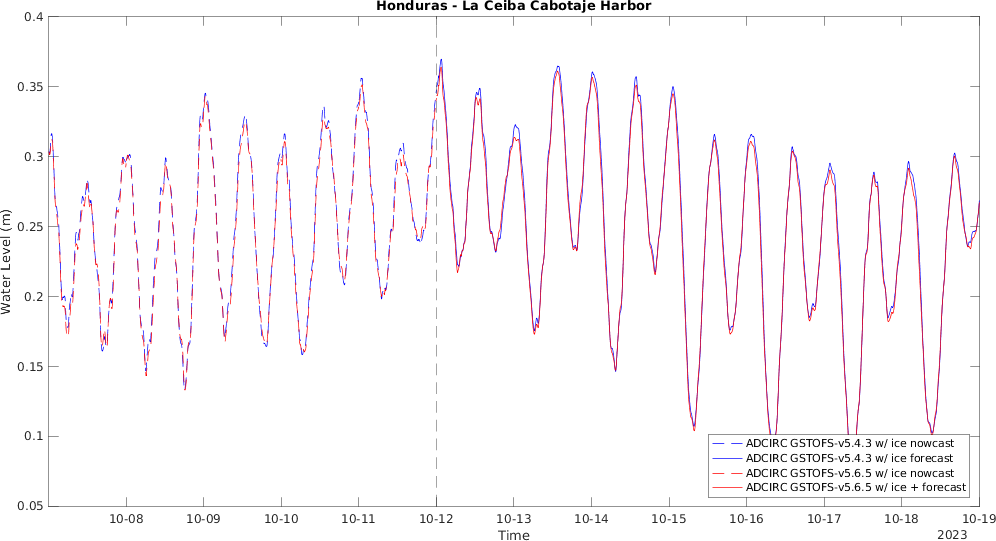 Honduras - La Ceiba Cabotaje Harbor
0.4
0.35
0.3
0.25
0.2
0.15
0.1
0.05
Water Level (m)
ADCIRC GSTOFS-v5.4.3 w/ ice nowcast
ADCIRC GSTOFS-v5.4.3 w/ ice forecast
ADCIRC GSTOFS-v5.6.5 w/ ice nowcast
ADCIRC GSTOFS-v5.6.5 w/ ice + forecast
10-08 10-09 10-10 10-11 10-12 10-13 10-14 10-15 10-16 10-17 10-18 10-19
Time
2023